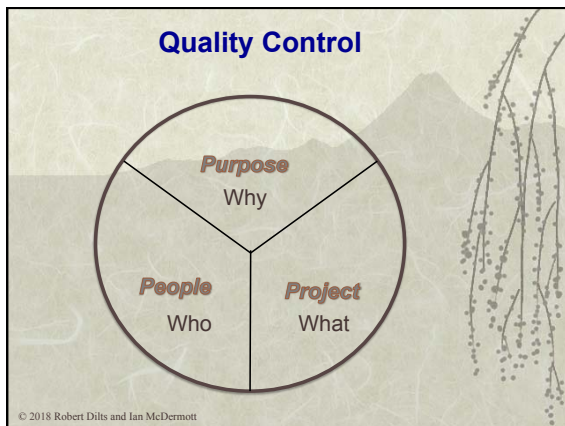 Quality Control
Purpose
Why
People
Who
Project
What
© 2018 Robert Dilts and Ian McDermott